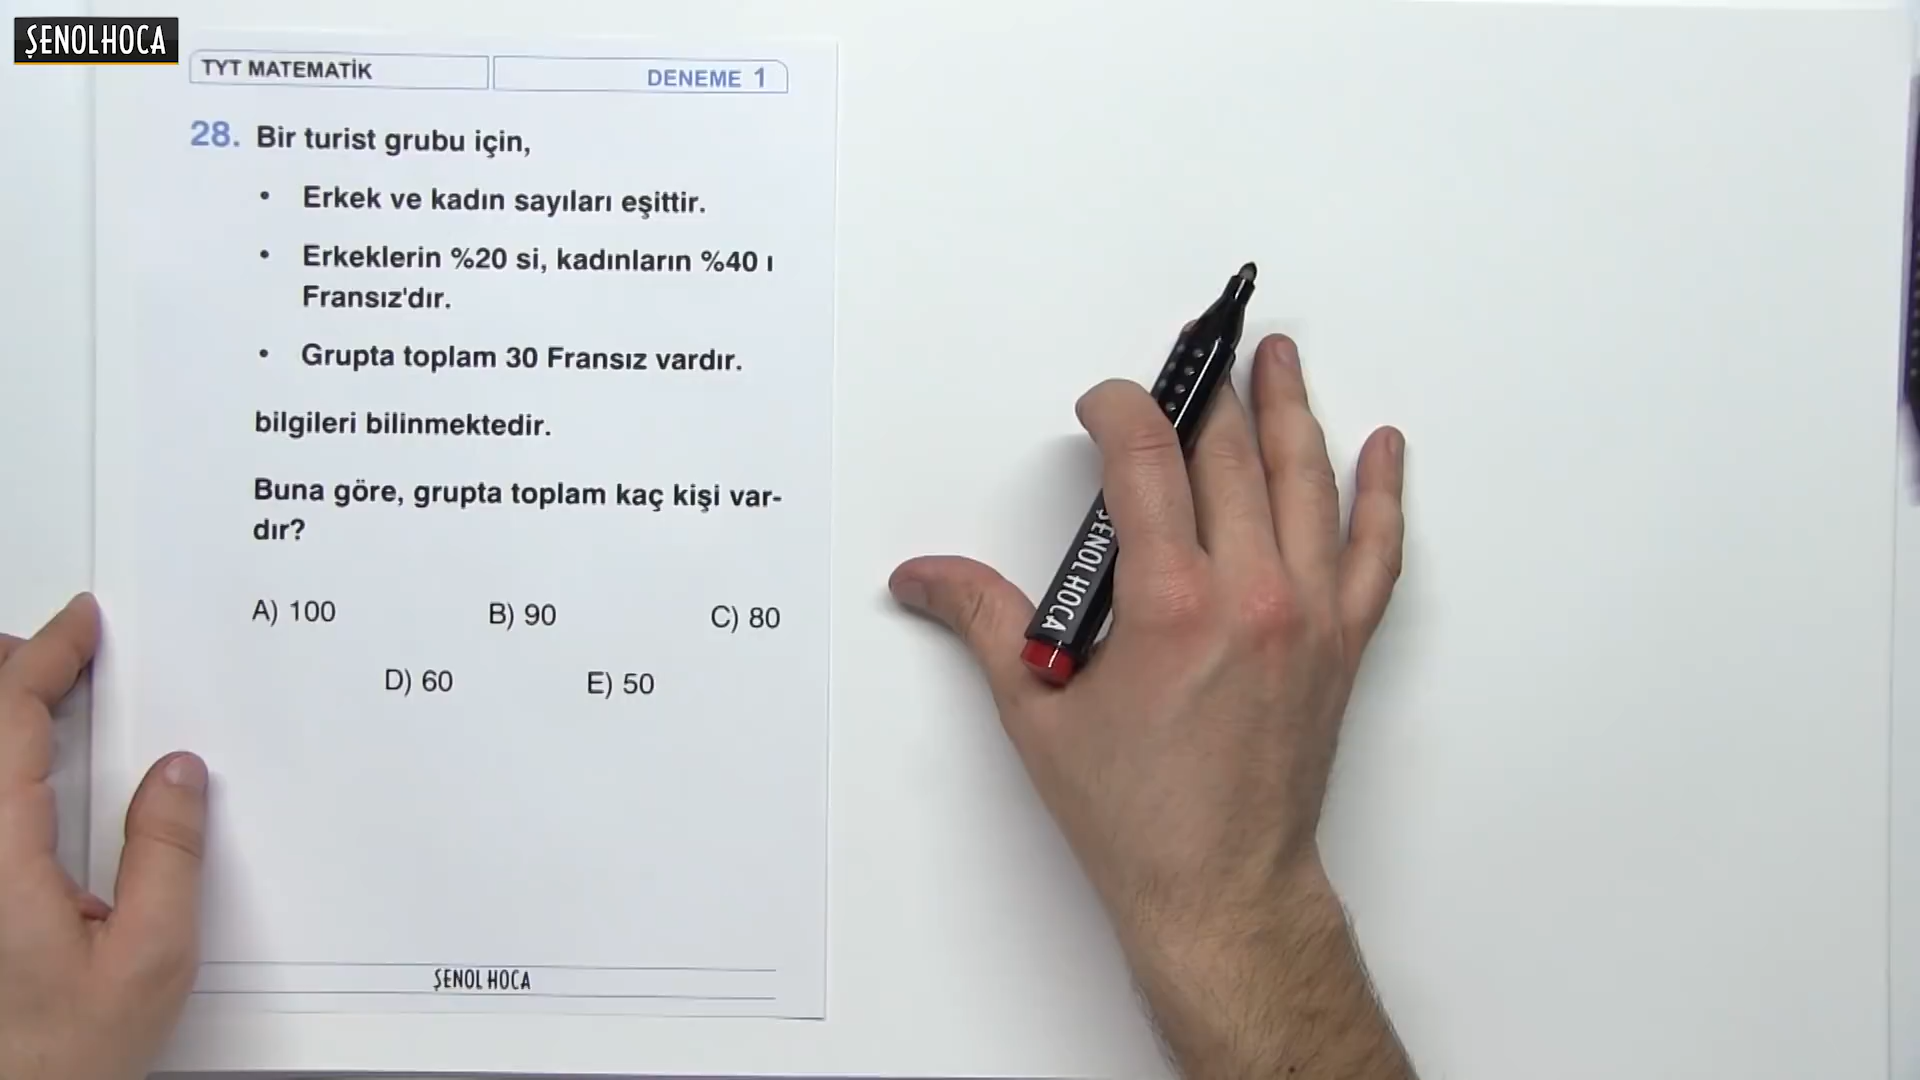 ŞENOLHOCA
TYT MATEMATİK
DENEME 1
28. Bir turist grubu için,
• Erkek ve kadın sayıları eşittir.
• Erkeklerin %20 si, kadınların %40 ı
Fransız'dır.
• Grupta toplam 30 Fransız vardır.
bilgileri bilinmektedir.
Buna göre, grupta toplam kaç kişi var-
dır?
A) 100 B) 90 C) 80
D) 60 E) 50
ŞENOL HOCA
ŞENOL HOCA